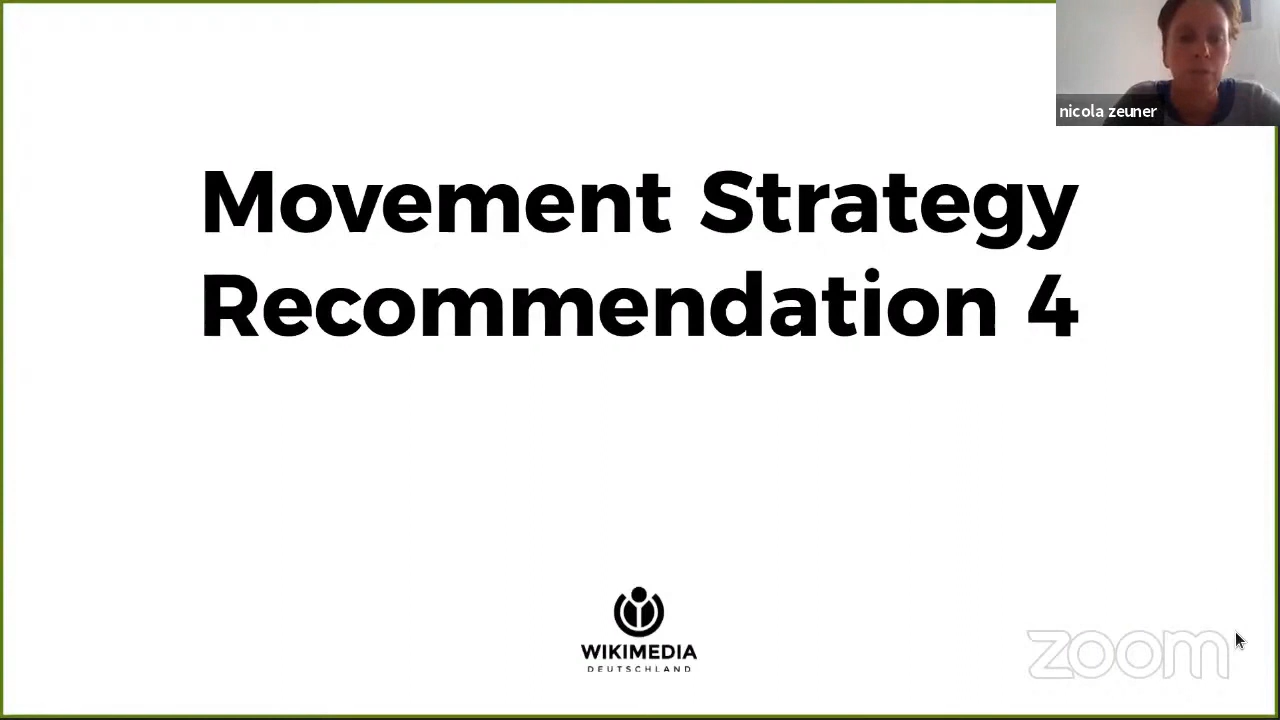 nicola zeuner
Movement Strategy
Recommendation 4
WIKIMEDIA
DEUTSCHLAND
zoom